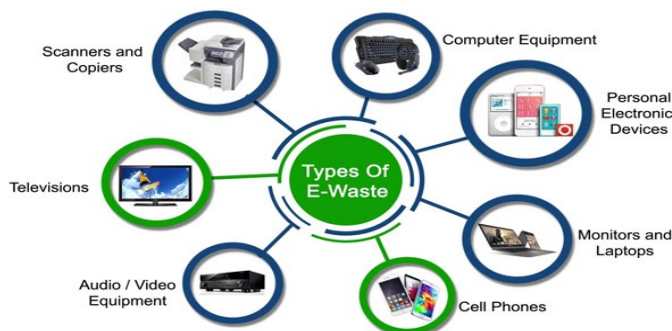 Scanners and
Copiers
Computer Equipment
Personal
Electronic
Devices
Types Of
E-Waste
Televisions
Monitors and
Laptops
Audio / Video
Equipment
Cell Phones